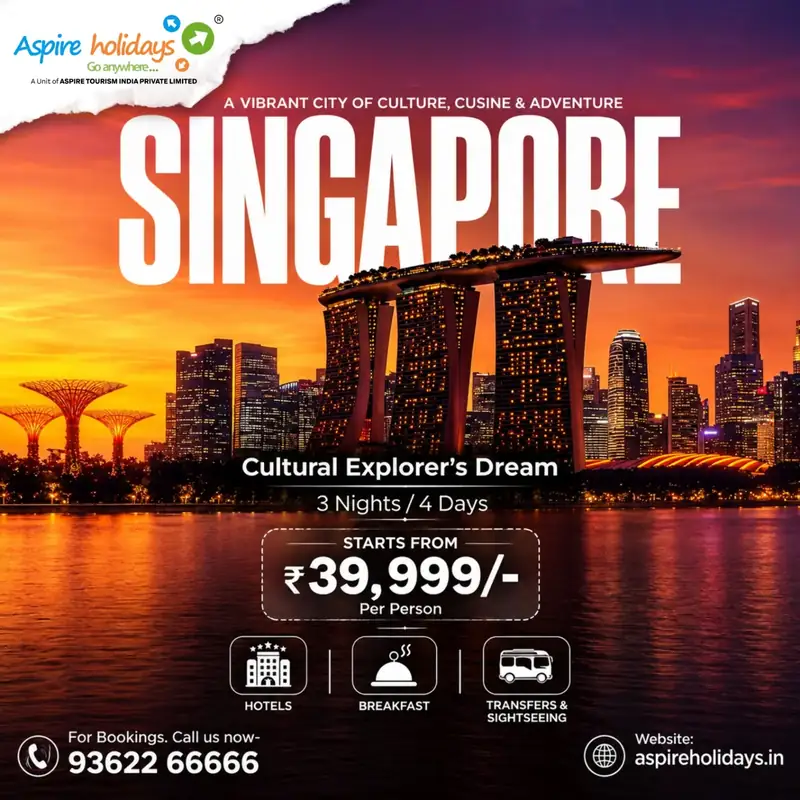 Aspire holidays®
Go anywhere...
A Unit of ASPIRE TOURISM INDIA PRIVATE LIMITED
A VIBRANT CITY OF CULTURE, CUSINE & ADVENTURE
SINGAPORE
Cultural Explorer's Dream
3 Nights / 4 Days
STARTS FROM
₹39,999/-
Per Person
HOTELS
BREAKFAST
TRANSFERS &
SIGHTSEEING
For Bookings. Call us now-
93622 66666
Website:
aspireholidays.in